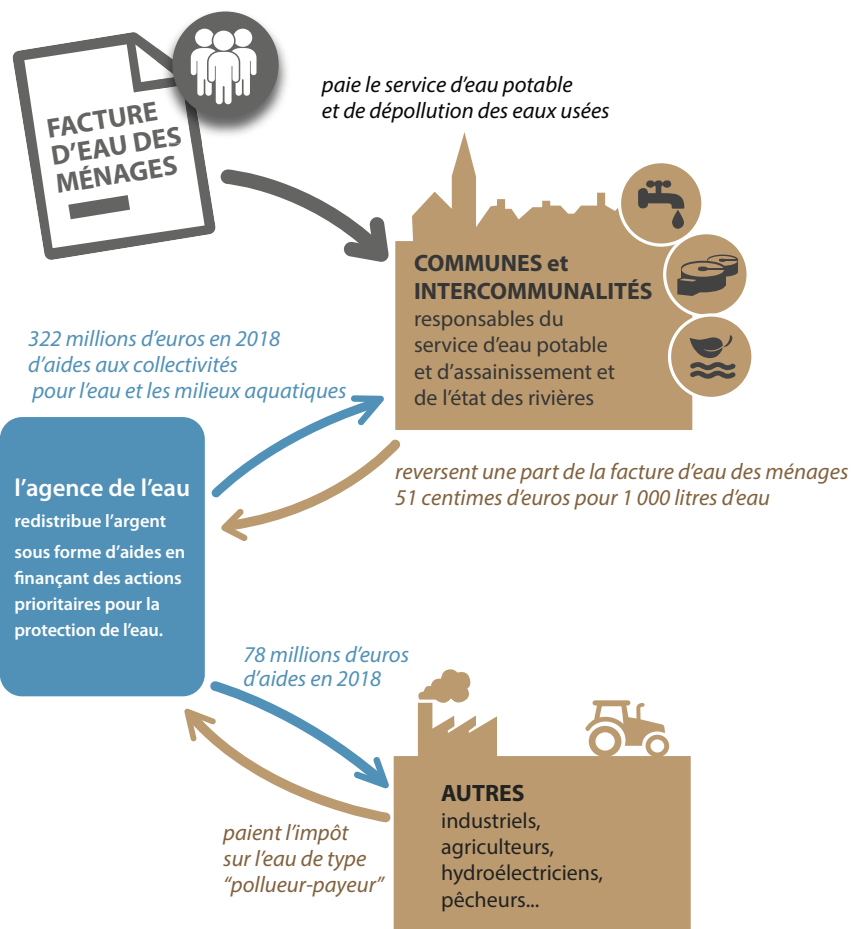 FACTURE
D'EAU DES
MÉNAGES
paie le service d'eau potable
et de dépollution des eaux usées
COMMUNES et
INTERCOMMUNALITÉS
responsables du
service d'eau potable
et d'assainissement et
de l'état des rivières
322 millions d'euros en 2018
d'aides aux collectivités
pour l'eau et les milieux aquatiques
reversent une part de la facture d'eau des ménages
51 centimes d'euros pour 1 000 litres d'eau
l'agence de l'eau
redistribue l'argent
sous forme d'aides en
finançant des actions
prioritaires pour la
protection de l'eau.
78 millions d'euros
d'aides en 2018
paient l'impôt
sur l'eau de type
“pollueur-payeur”
AUTRES
industriels,
agriculteurs,
hydroélectriciens,
pêcheurs...